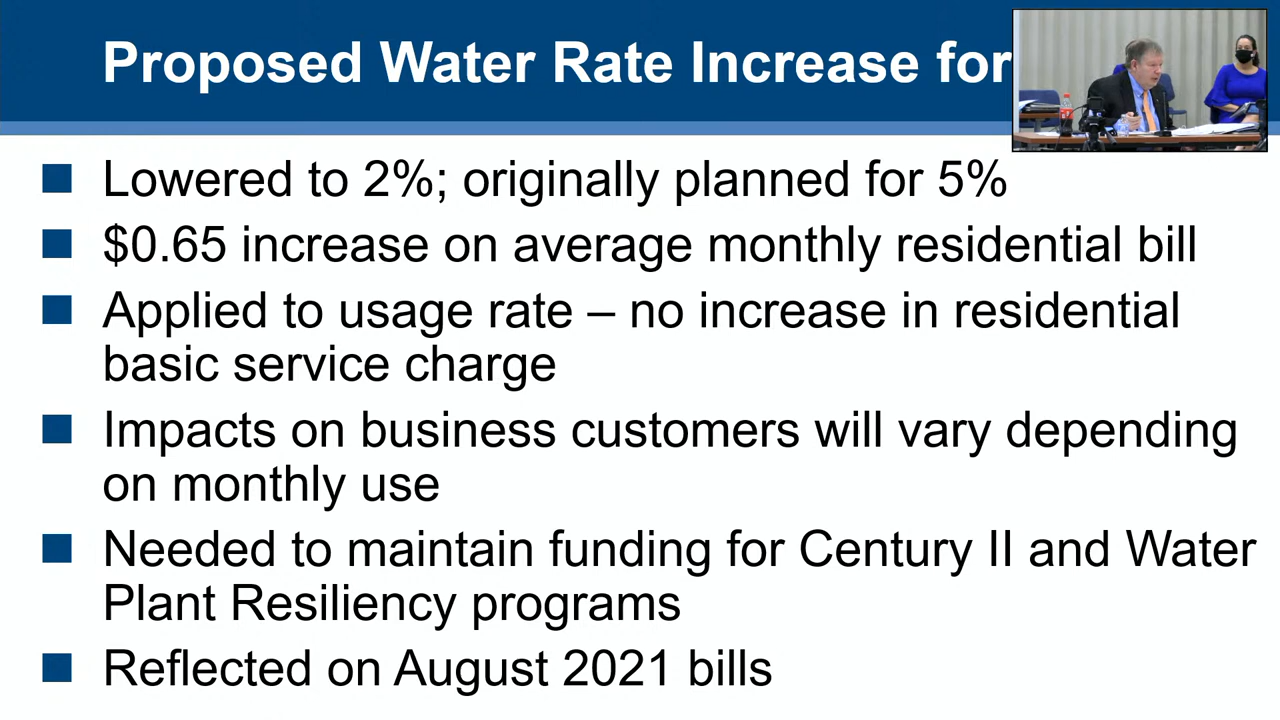 Proposed Water Rate Increase for
Lowered to 2%; originally planned for 5%
$0.65 increase on average monthly residential bill
Applied to usage rate – no increase in residential
basic service charge
Impacts on business customers will vary depending
on monthly use
Needed to maintain funding for Century II and Water
Plant Resiliency programs
Reflected on August 2021 bills